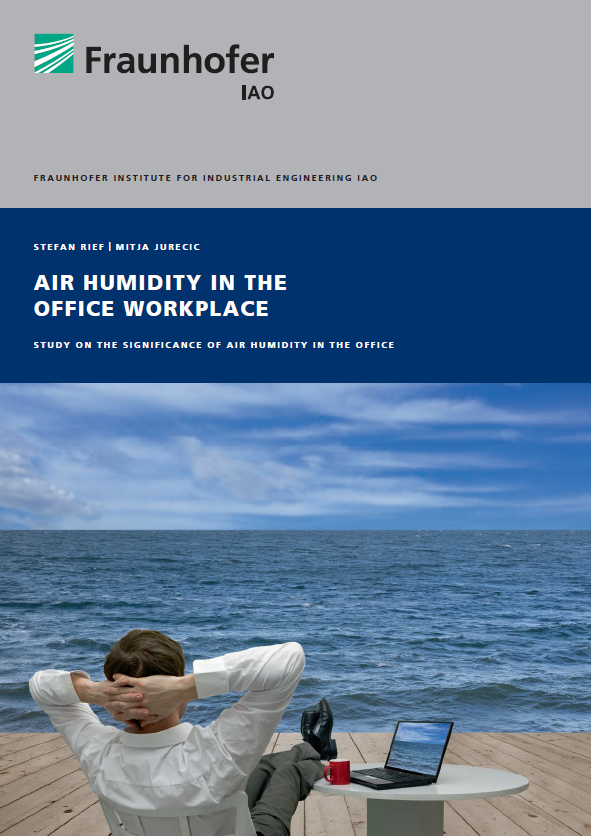 Fraunhofer
IAO
FRAUNHOFER INSTITUTE FOR INDUSTRIAL ENGINEERING IAO
STEFAN RIEF | MITJA JURECIC
AIR HUMIDITY IN THE
OFFICE WORKPLACE
STUDY ON THE SIGNIFICANCE OF AIR HUMIDITY IN THE OFFICE